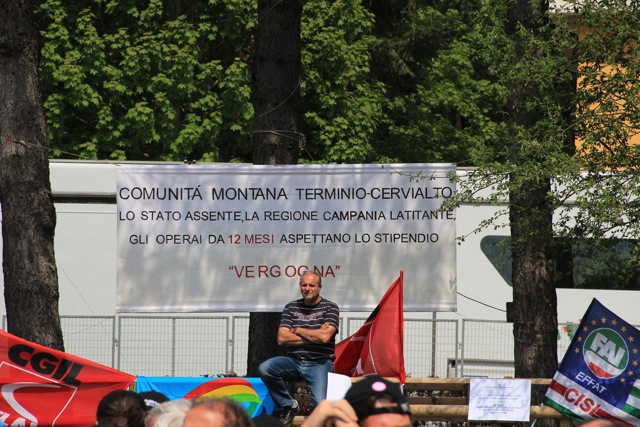 COMUNITÁ MONTANA TERMINIO-CERVIALTO
LO STATO ASSENTE, LA REGIONE CAMPANIA LATITANTE,
GLI OPERAI DA 12 MESI ASPETTANO LO STIPENDIO
"VERGOGNA"
CGIL
FLA
FAI
EFFAT
CISL